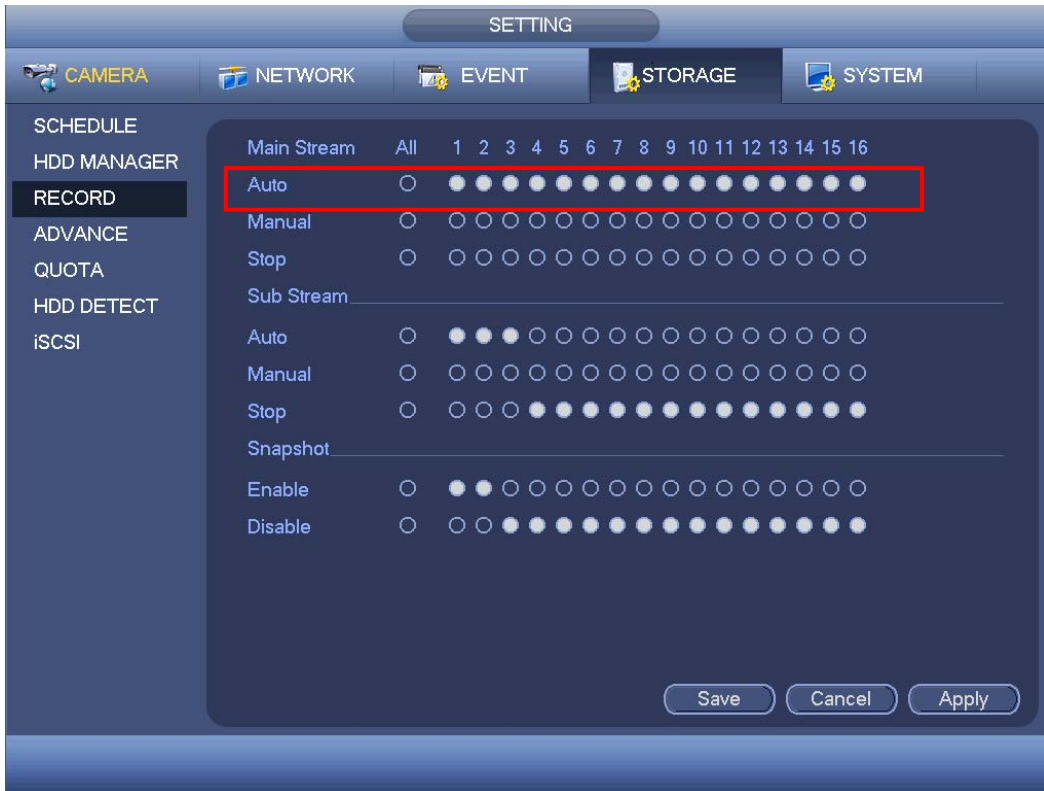 SETTING
CAMERA NETWORK EVENT STORAGE SYSTEM
SCHEDULE
HDD MANAGER
RECORD
ADVANCE
QUOTA
HDD DETECT
iSCSI
Main Stream All 1 2 3 4 5 6 7 8 9 10 11 12 13 14 15 16
Auto
Manual
Stop
Sub Stream
Auto
Manual
Stop
Snapshot
Enable
Disable
Save Cancel Apply